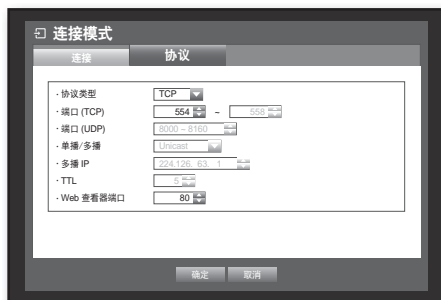 连接模式
连接 协议
· 协议类型 TCP
· 端口 (TCP) 554 ~ 558
· 端口 (UDP) 8000 ~ 8160
· 单播/多播 Unicast
· 多播 IP 224.126. 63. 1
· TTL 5
· Web 查看器端口 80
确定 取消